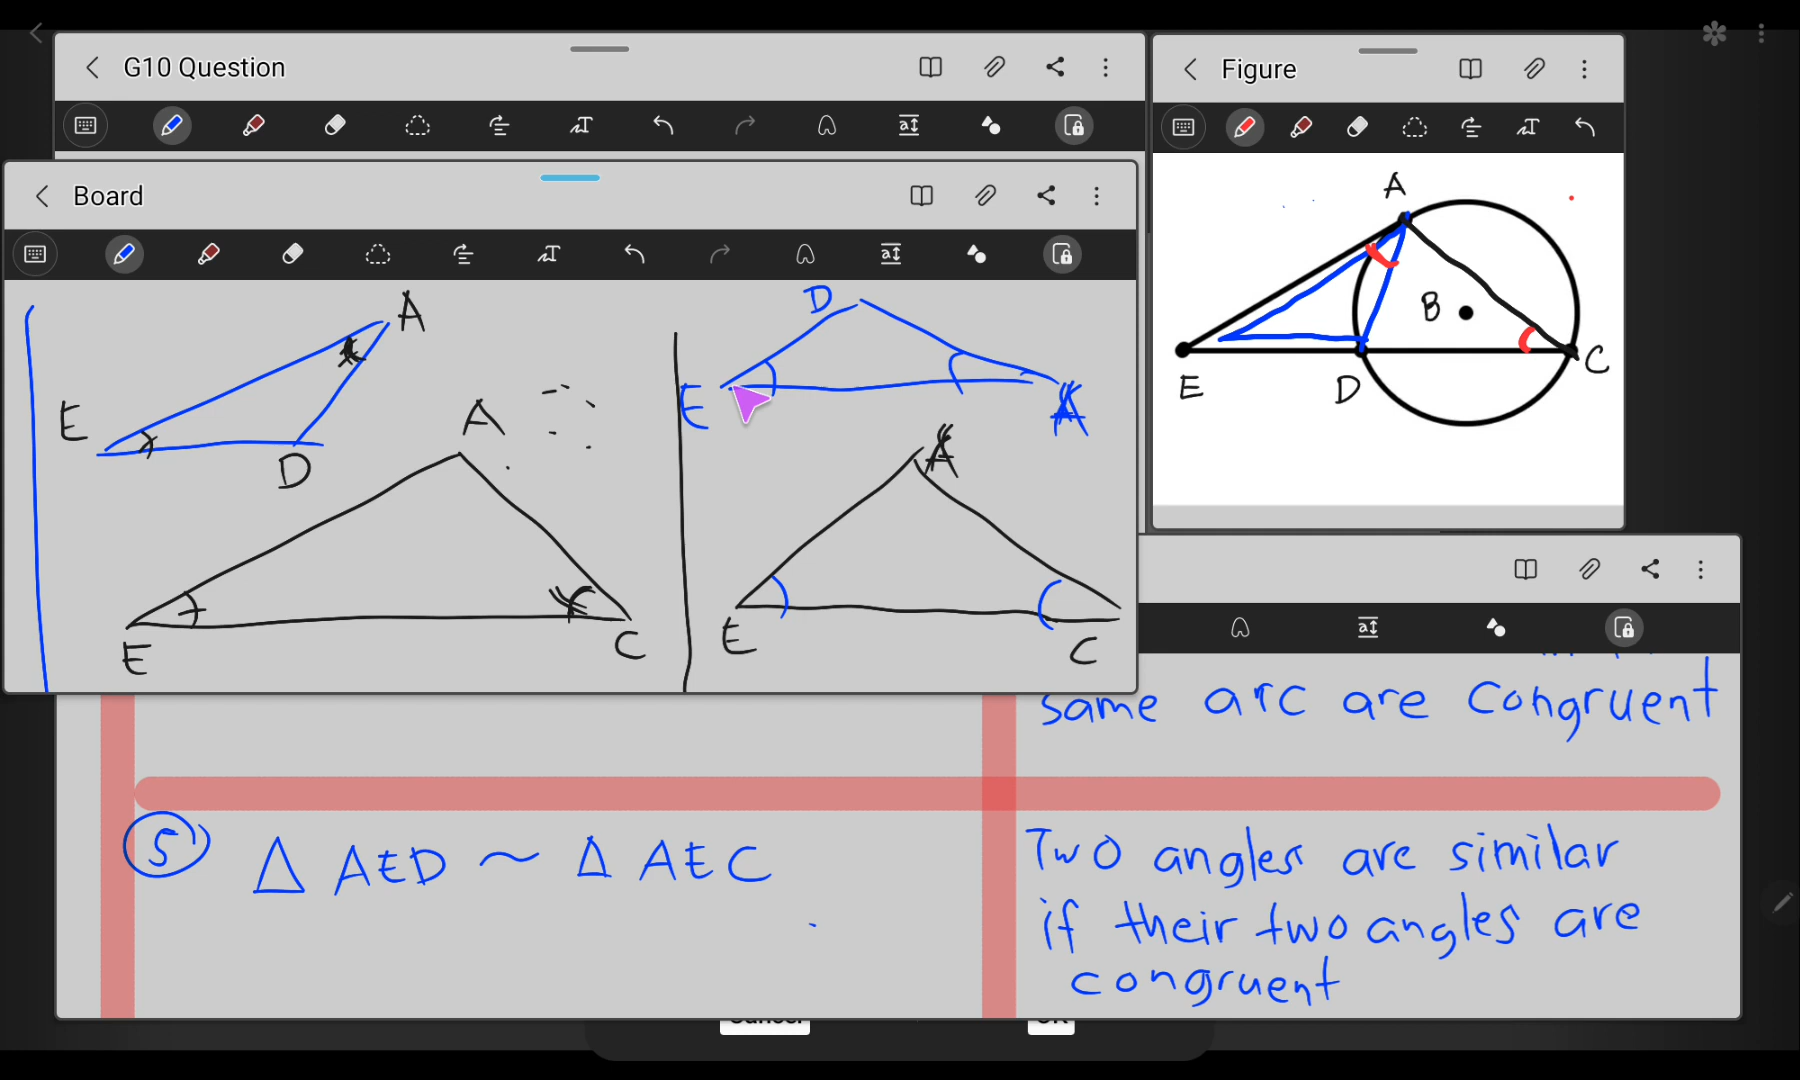 G10 Question
Board
E
A
D
A
E
C
D
E
A
A
E
C
Figure
A
B
E
D
C
same arc are congruent
5 △ AED ~ △ AEC
Two angles are similar
if their two angles are
congruent